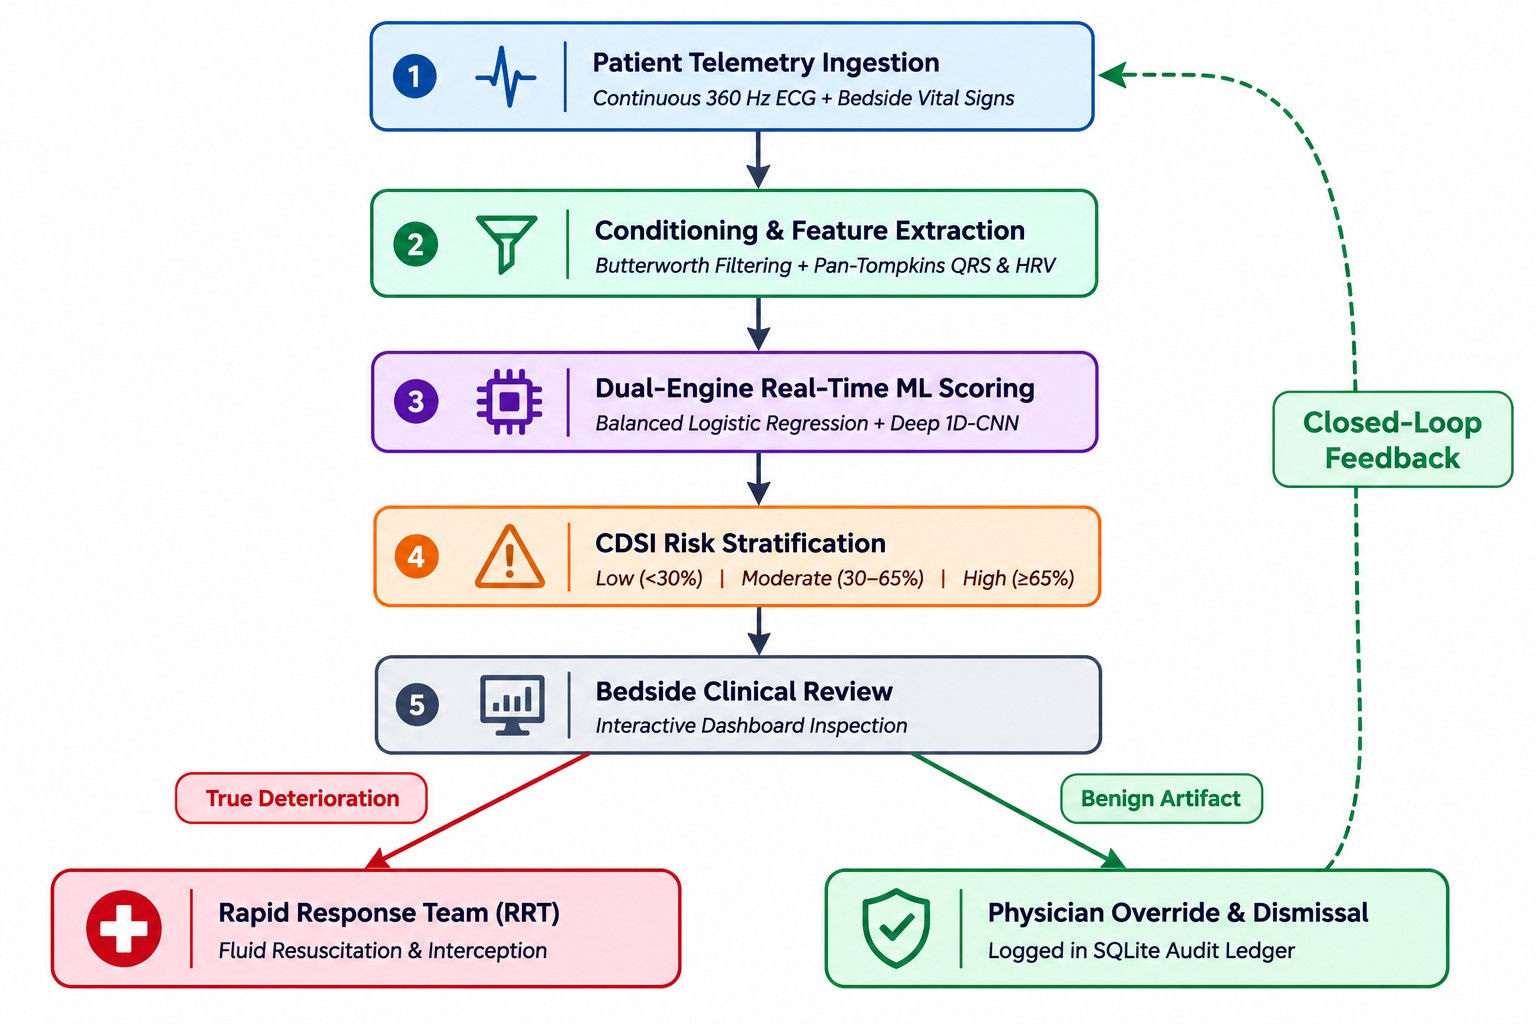 1
Patient Telemetry Ingestion
Continuous 360 Hz ECG + Bedside Vital Signs
2
Conditioning & Feature Extraction
Butterworth Filtering + Pan-Tompkins QRS & HRV
3
Dual-Engine Real-Time ML Scoring
Balanced Logistic Regression + Deep 1D-CNN
Closed-Loop
Feedback
4
CDSI Risk Stratification
Low (<30%) | Moderate (30–65%) | High (≥65%)
5
Bedside Clinical Review
Interactive Dashboard Inspection
True Deterioration
Benign Artifact
Rapid Response Team (RRT)
Fluid Resuscitation & Interception
Physician Override & Dismissal
Logged in SQLite Audit Ledger